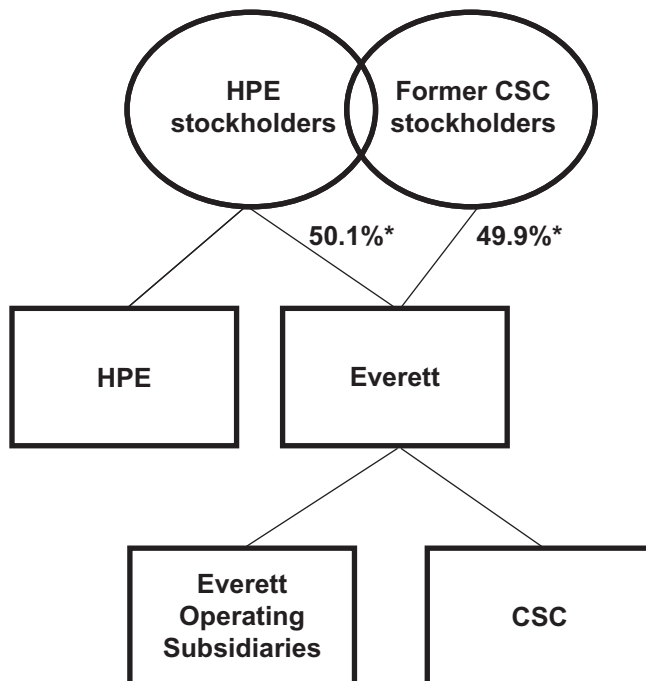 HPE
stockholders
Former CSC
stockholders
50.1%*
49.9%*
HPE
Everett
Everett
Operating
Subsidiaries
CSC